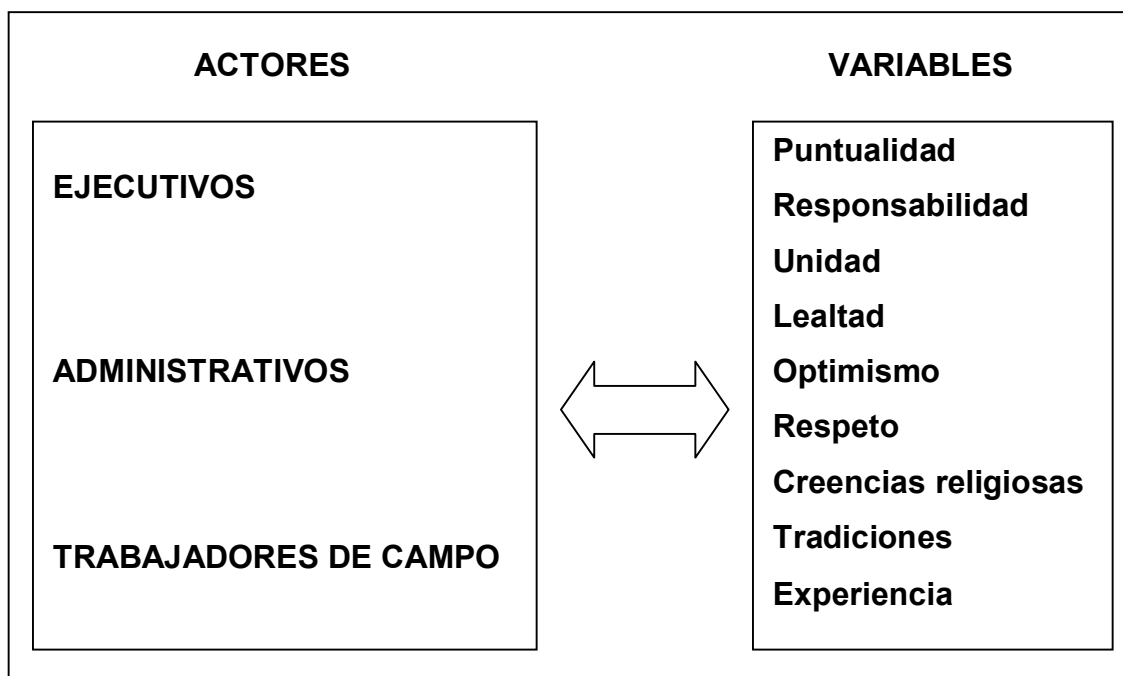 ACTORES
EJECUTIVOS
ADMINISTRATIVOS
TRABAJADORES DE CAMPO
VARIABLES
Puntualidad
Responsabilidad
Unidad
Lealtad
Optimismo
Respeto
Creencias religiosas
Tradiciones
Experiencia